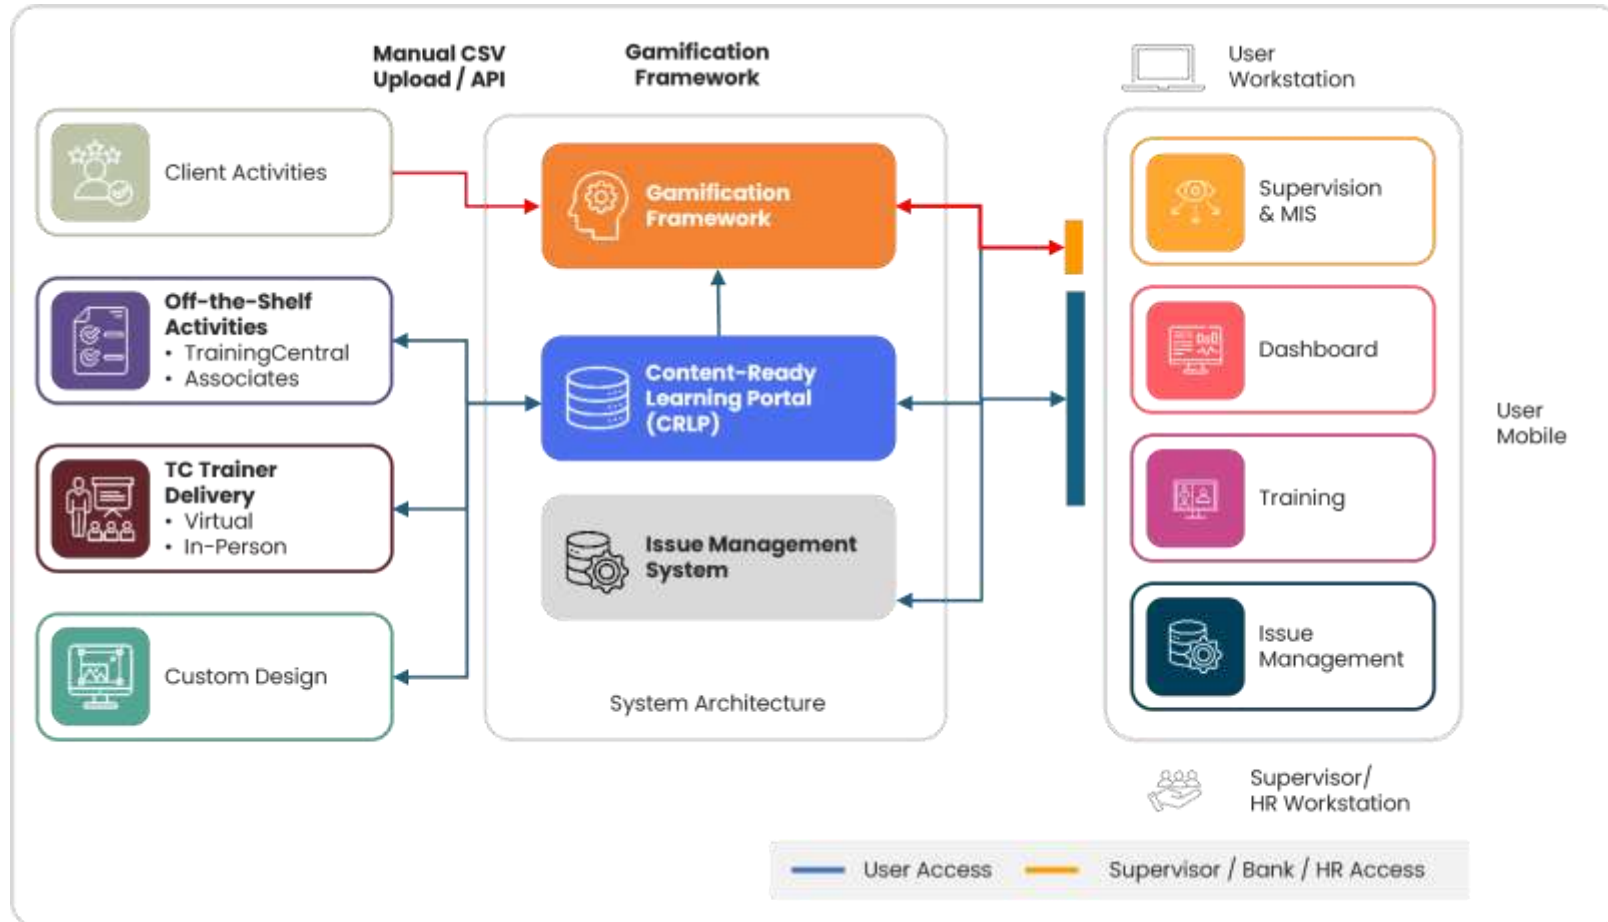 Manual CSV
Upload / API
Gamification
Framework
User
Workstation
Client Activities
Off-the-Shelf
Activities
• TrainingCentral
• Associates
TC Trainer
Delivery
• Virtual
• In-Person
Custom Design
Gamification
Framework
Content-Ready
Learning Portal
(CRLP)
Issue Management
System
System Architecture
Supervision
& MIS
Dashboard
Training
Issue
Management
User
Mobile
Supervisor/
HR Workstation
User Access
Supervisor / Bank / HR Access